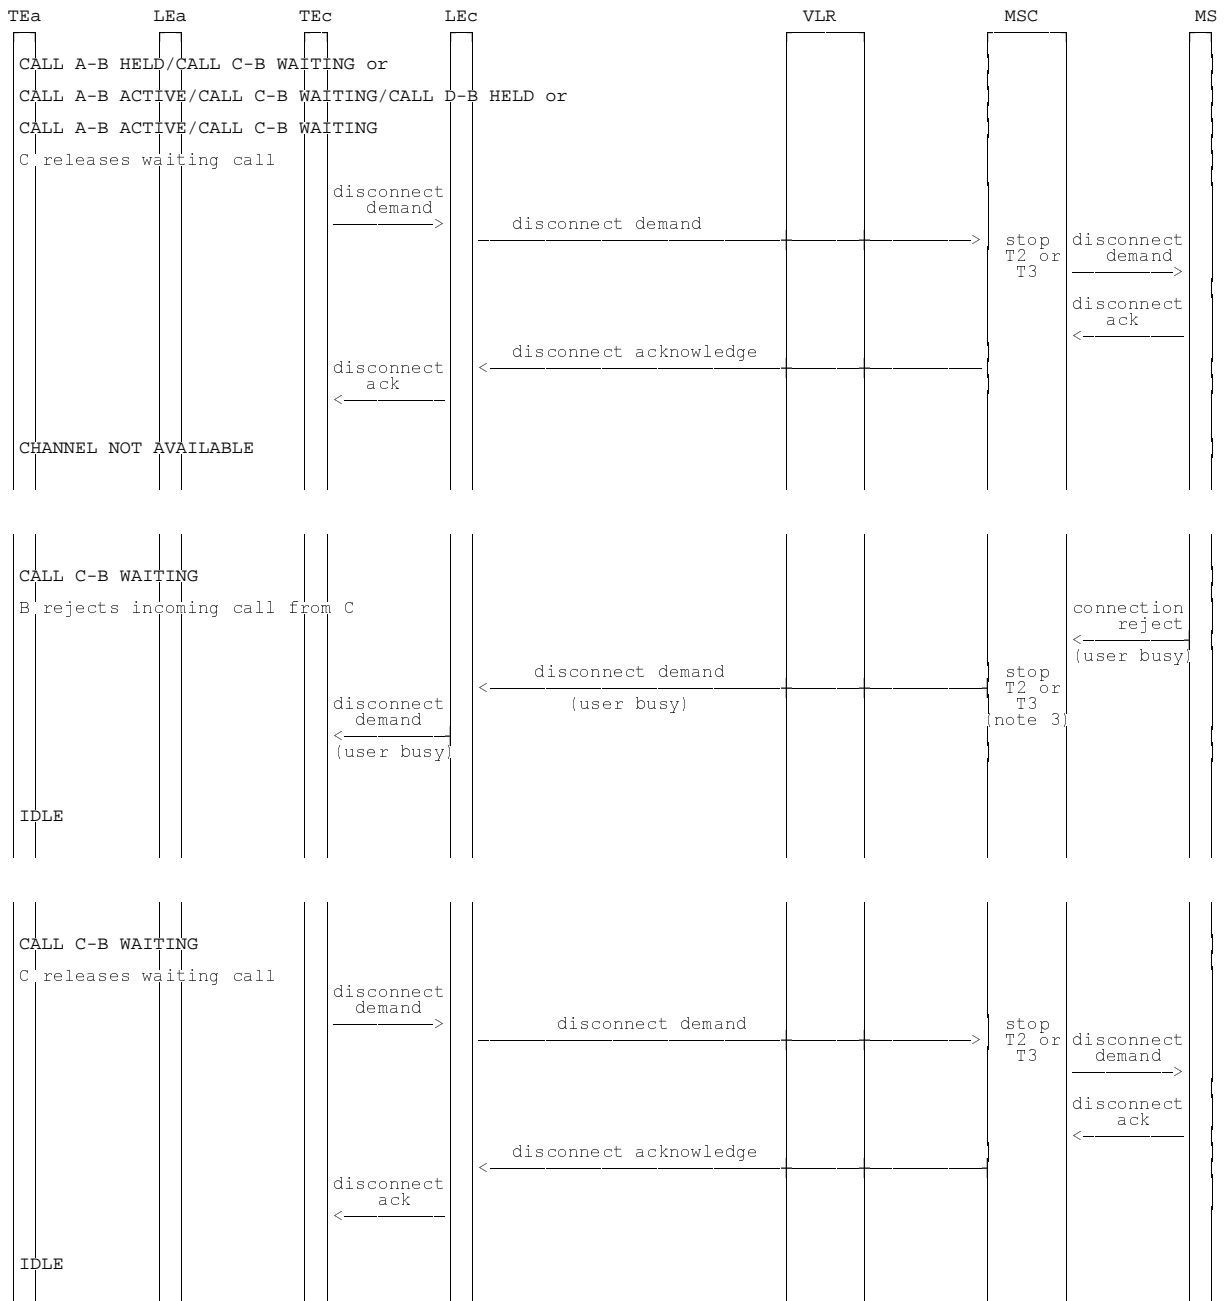 TEa LEa TEc LEc VLR MSC MS
CALL A-B HELD/CALL C-B WAITING or
CALL A-B ACTIVE/CALL C-B WAITING/CALL D-B HELD or
CALL A-B ACTIVE/CALL C-B WAITING
C releases waiting call
disconnect
demand
disconnect demand
stop
T2 or
T3
disconnect
demand
disconnect
ack
disconnect acknowledge
disconnect
ack
CHANNEL NOT AVAILABLE
CALL C-B WAITING
B rejects incoming call from C
connection
reject
(user busy)
disconnect demand
(user busy)
stop
T2 or
T3
(note 3)
disconnect
demand
(user busy)
IDLE
CALL C-B WAITING
C releases waiting call
disconnect
demand
disconnect demand
stop
T2 or
T3
disconnect
demand
disconnect
ack
disconnect acknowledge
disconnect
ack
IDLE